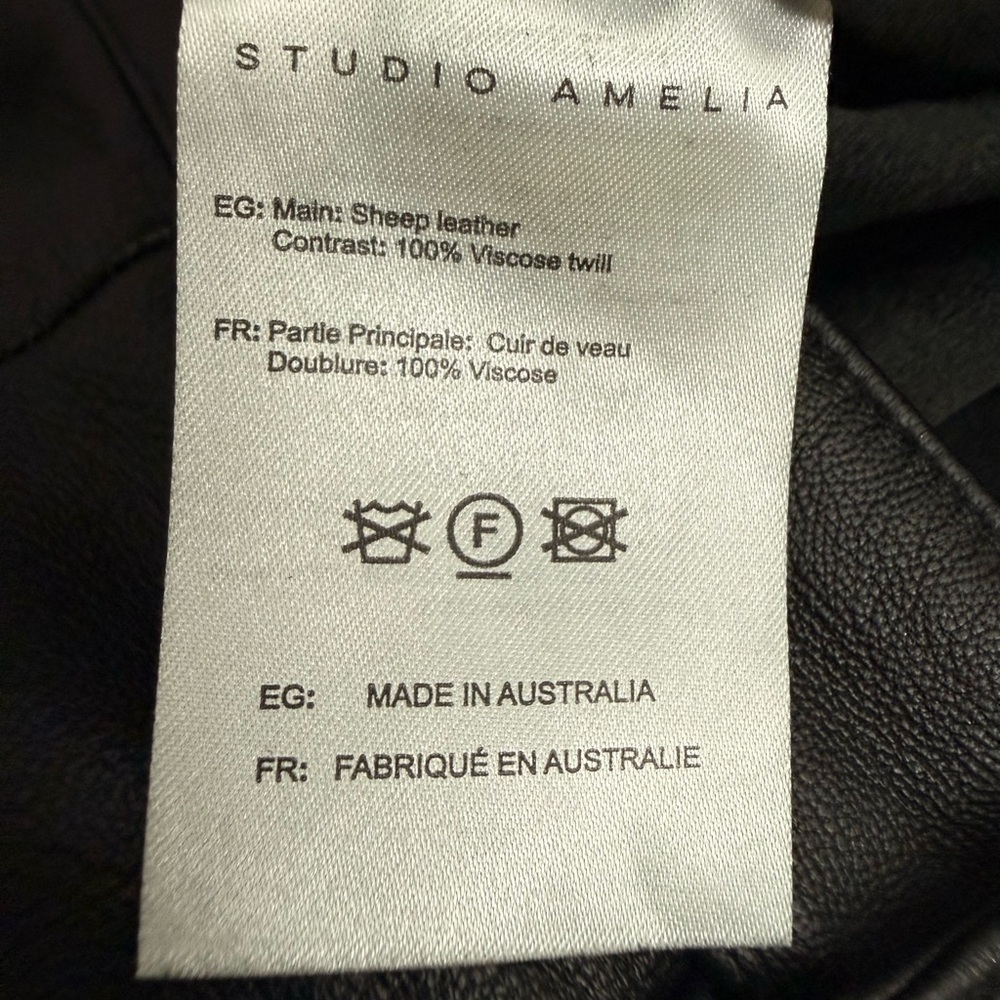 STUDIO AMELIA
EG: Main: Sheep leather
Contrast: 100% Viscose twill
FR: Partie Principale: Cuir de veau
Doublure: 100% Viscose
F
EG: MADE IN AUSTRALIA
FR: FABRIQUÉ EN AUSTRALIE